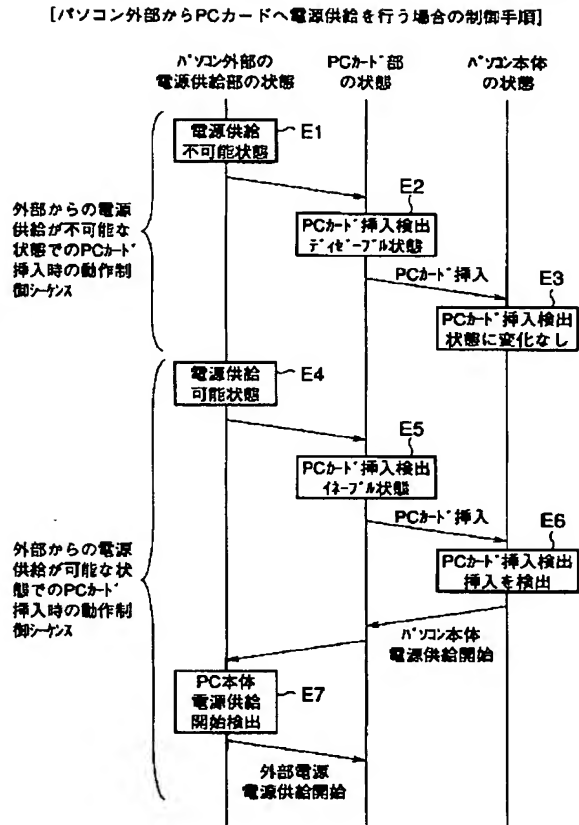 [パソコン外部からPCカードへ電源供給を行う場合の制御手順]
パソコン外部の
電源供給部の状態
PCカード部
の状態
パソコン本体
の状態
電源供給
不可能状態
E1
外部からの電源
供給が不可能な
状態でのPCカード
挿入時の動作制
御シーケンス
E2
PCカード挿入検出
ディゼーブル状態
PCカード挿入
E3
PCカード挿入検出
状態に変化なし
電源供給
可能状態
E4
E5
PCカード挿入検出
イネーブル状態
PCカード挿入
E6
PCカード挿入検出
挿入を検出
外部からの電源
供給が可能な状
態でのPCカード
挿入時の動作制
御シーケンス
パソコン本体
電源供給開始
PC本体
電源供給
開始検出
E7
外部電源
電源供給開始